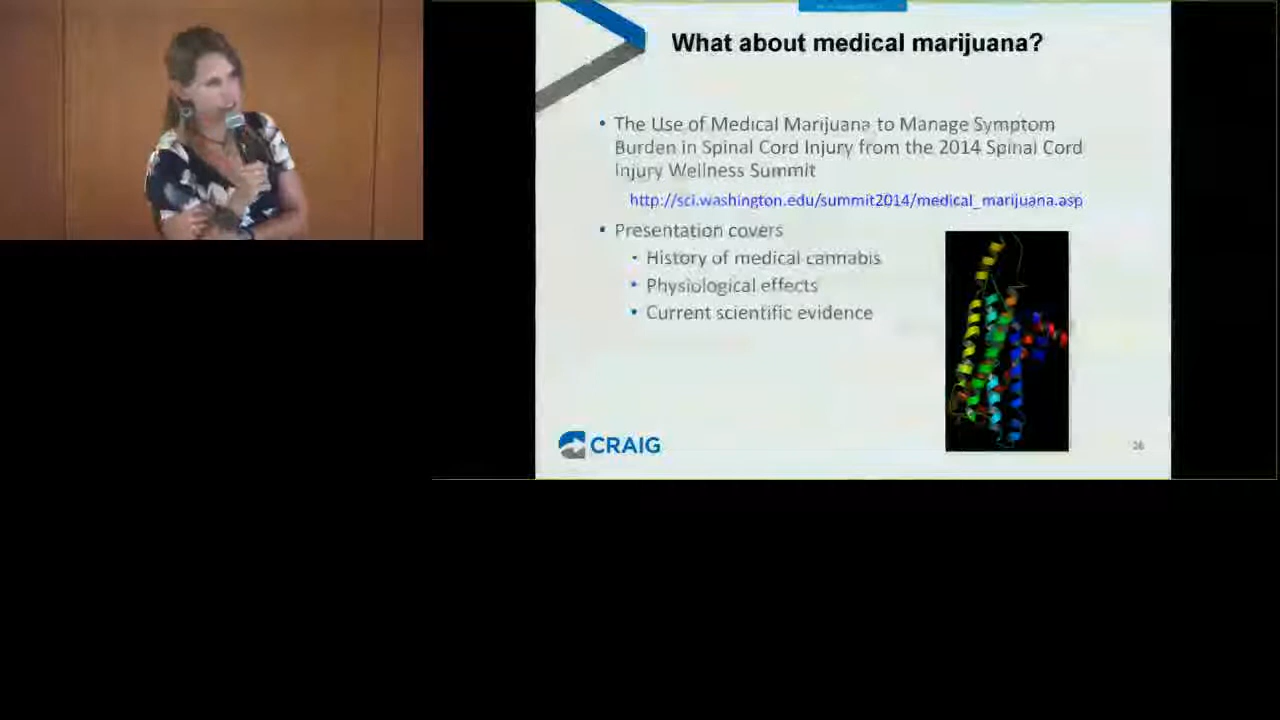 What about medical marijuana?
• The Use of Medical Marijuana to Manage Symptom
Burden in Spinal Cord Injury from the 2014 Spinal Cord
Injury Wellness Summit
http://sci.washington.edu/summit2014/medical_marijuana.asp
• Presentation covers
• History of medical cannabis
• Physiological effects
• Current scientific evidence
CRAIG